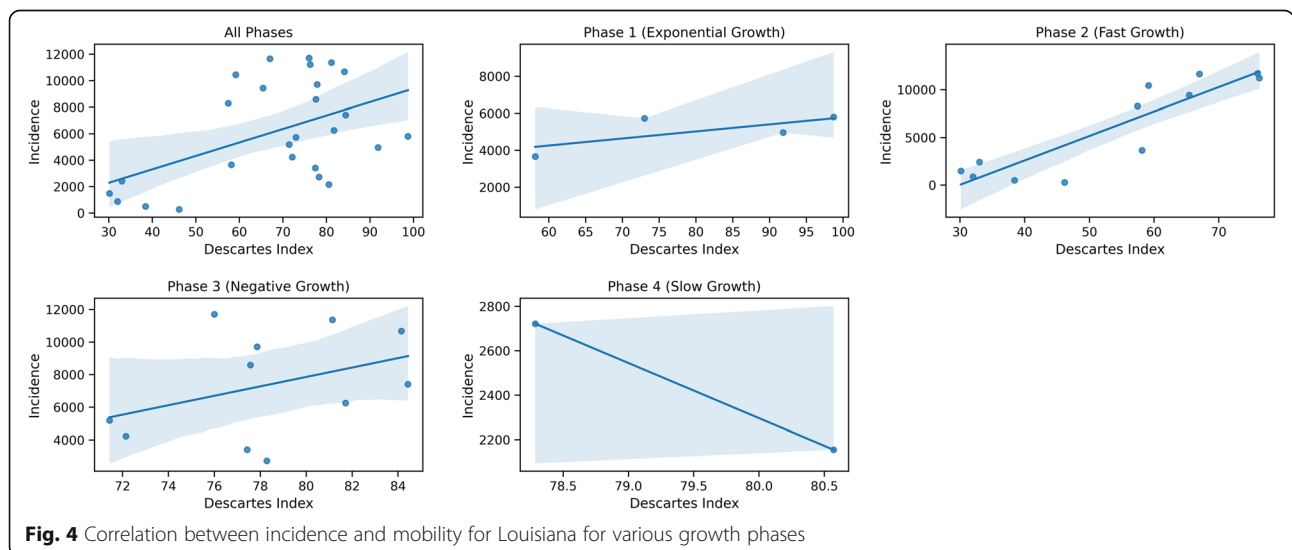 All Phases
12000
10000
8000
6000
4000
2000
0
Incidence
30 40 50 60 70 80 90 100
Descartes Index
Phase 1 (Exponential Growth)
8000
6000
4000
2000
Incidence
60 65 70 75 80 85 90 95 100
Descartes Index
Phase 2 (Fast Growth)
10000
5000
0
Incidence
30 40 50 60 70
Descartes Index
Phase 3 (Negative Growth)
12000
10000
8000
6000
4000
Incidence
72 74 76 78 80 82 84
Descartes Index
Phase 4 (Slow Growth)
2800
2600
2400
2200
Incidence
78.5 79.0 79.5 80.0 80.5
Descartes Index
Fig. 4 Correlation between incidence and mobility for Louisiana for various growth phases